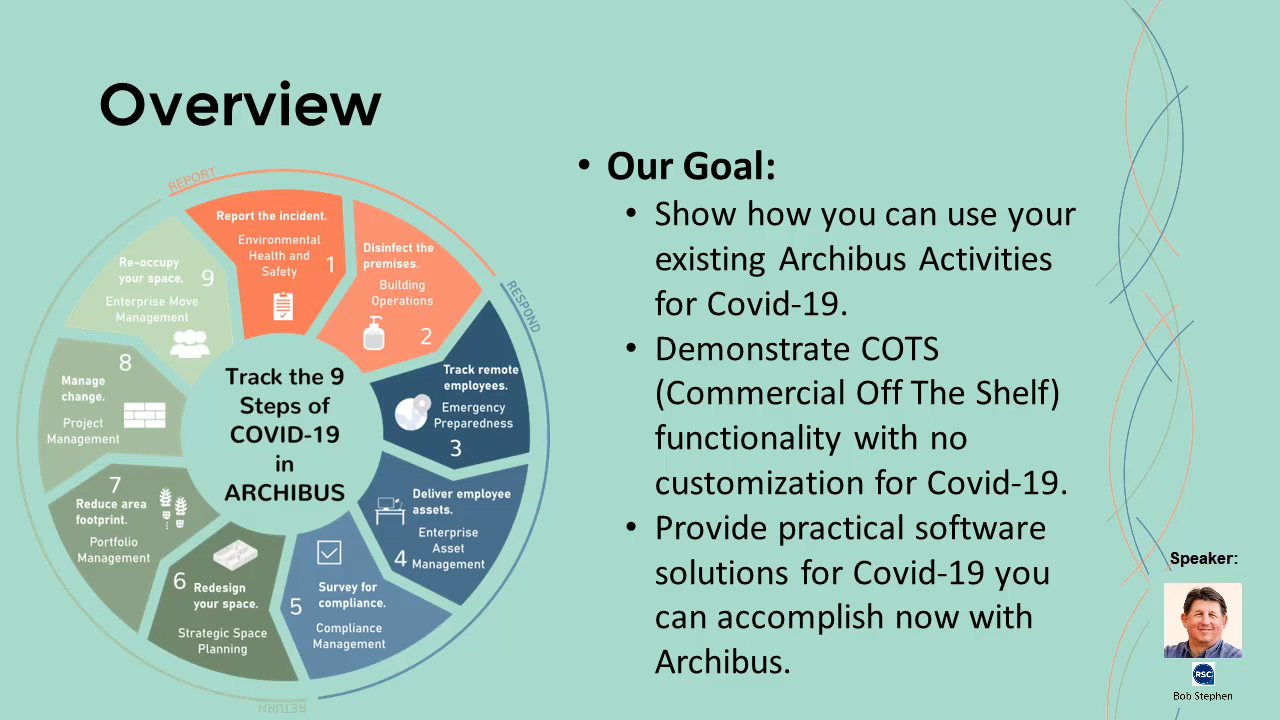 Overview
REPORT
Report the incident.
Environmental
Health and
Safety
1
Disinfect the
premises.
Building
Operations
2
RESPOND
Track remote
employees.
Emergency
Preparedness
3
Deliver employee
assets.
Enterprise
Asset
Management
4
Survey for
compliance.
5
Compliance
Management
6
Redesign
your space.
Strategic Space
Planning
7
Reduce area
footprint.
Portfolio
Management
8
Manage
change.
Project
Management
Re-occupy
your space.
9
Enterprise Move
Management
RETURN
Track the 9
Steps of
COVID-19
in
ARCHIBUS
• Our Goal:
• Show how you can use your
existing Archibus Activities
for Covid-19.
• Demonstrate COTS
(Commercial Off The Shelf)
functionality with no
customization for Covid-19.
• Provide practical software
solutions for Covid-19 you
can accomplish now with
Archibus.
Speaker:
RSC
Bob Stephen